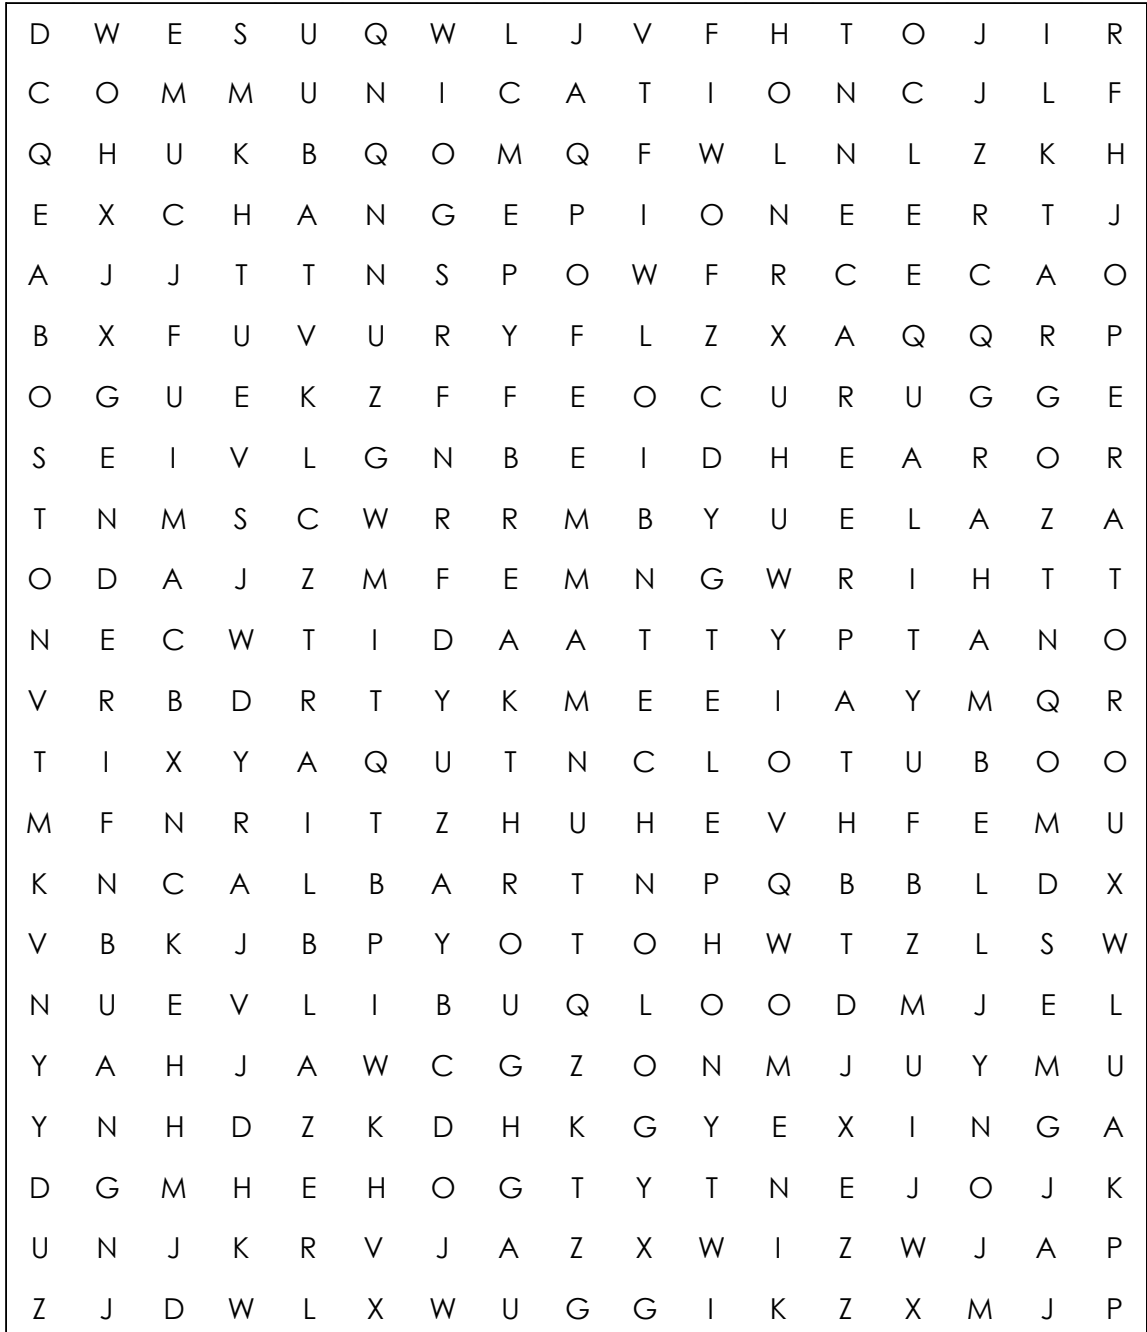 D W E S U Q W L J V F H T O J I R
C O M M U N I C A T I O N C J L F
Q H U K B Q O M Q F W L N L Z K H
E X C H A N G E P I O N E E R T J
A J J T T N S P O W F R C E C A O
B X F U V U R Y F L Z X A Q Q R P
O G U E K Z F F E O C U R U G G E
S E I V L G N B E I D H E A R O R
T N M S C W R R M B Y U E L A Z A
O D A J Z M F E M N G W R I H T T
N E C W T I D A A T T Y P T A N O
V R B D R T Y K M E E I A Y M Q R
T I X Y A Q U T N C L O T U B O O
M F N R I T Z H U H E V H F E M U
K N C A L B A R T N P Q B B L D X
V B K J B P Y O T O H W T Z L S W
N U E V L I B U Q L O O D M J E L
Y A H J A W C G Z O N M J U Y M U
Y N H D Z K D H K G Y E X I N G A
D G M H E H O G T Y T N E J O J K
U N J K R V J A Z X W I Z W J A P
Z J D W L X W U G G I K Z X M J P